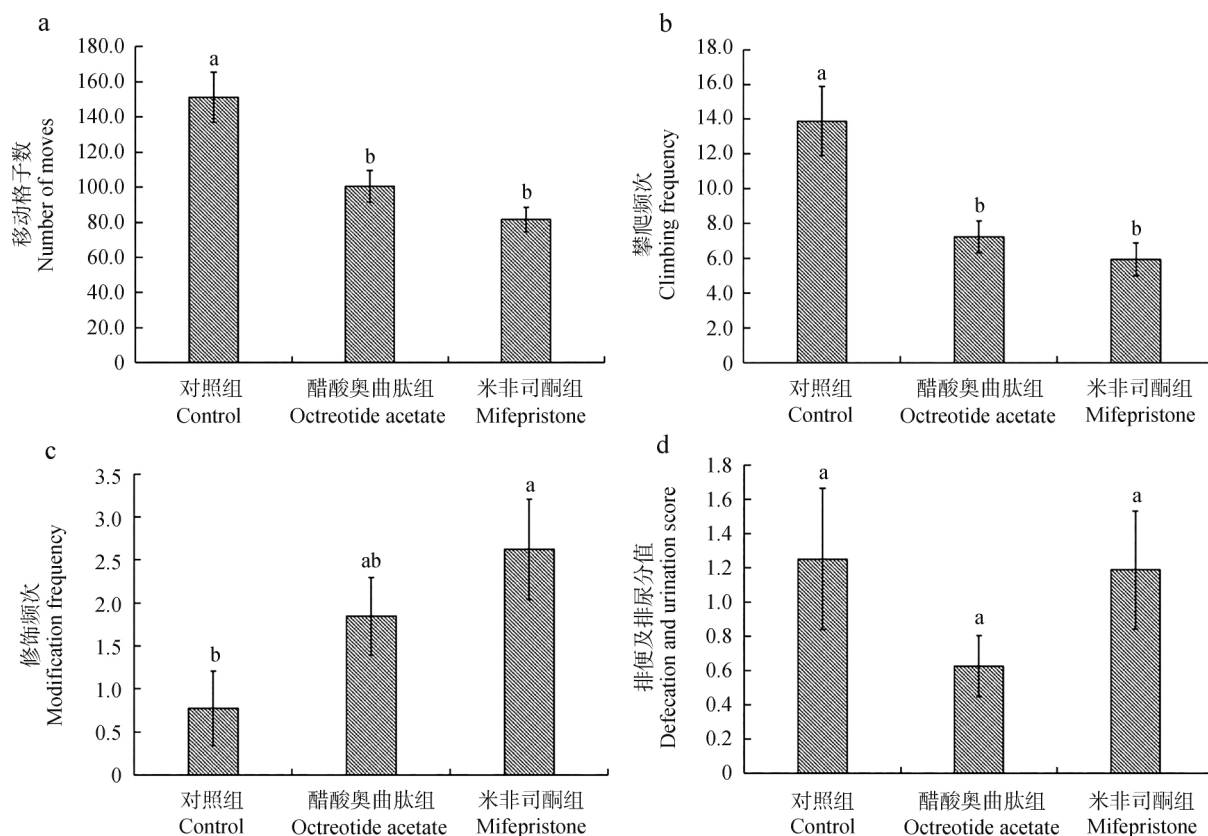 a
移动格子数
Number of moves
180.0
160.0
140.0
120.0
100.0
80.0
60.0
40.0
20.0
0
a
b
b
对照组
Control
醋酸奥曲肽组
Octreotide acetate
米非司酮组
Mifepristone
b
攀爬频次
Climbing frequency
18.0
16.0
14.0
12.0
10.0
8.0
6.0
4.0
2.0
0
a
b
b
对照组
Control
醋酸奥曲肽组
Octreotide acetate
米非司酮组
Mifepristone
c
修饰频次
Modification frequency
3.5
3.0
2.5
2.0
1.5
1.0
0.5
0
b
ab
a
对照组
Control
醋酸奥曲肽组
Octreotide acetate
米非司酮组
Mifepristone
d
排便及排尿分值
Defecation and urination score
1.8
1.6
1.4
1.2
1.0
0.8
0.6
0.4
0.2
0
a
a
a
对照组
Control
醋酸奥曲肽组
Octreotide acetate
米非司酮组
Mifepristone